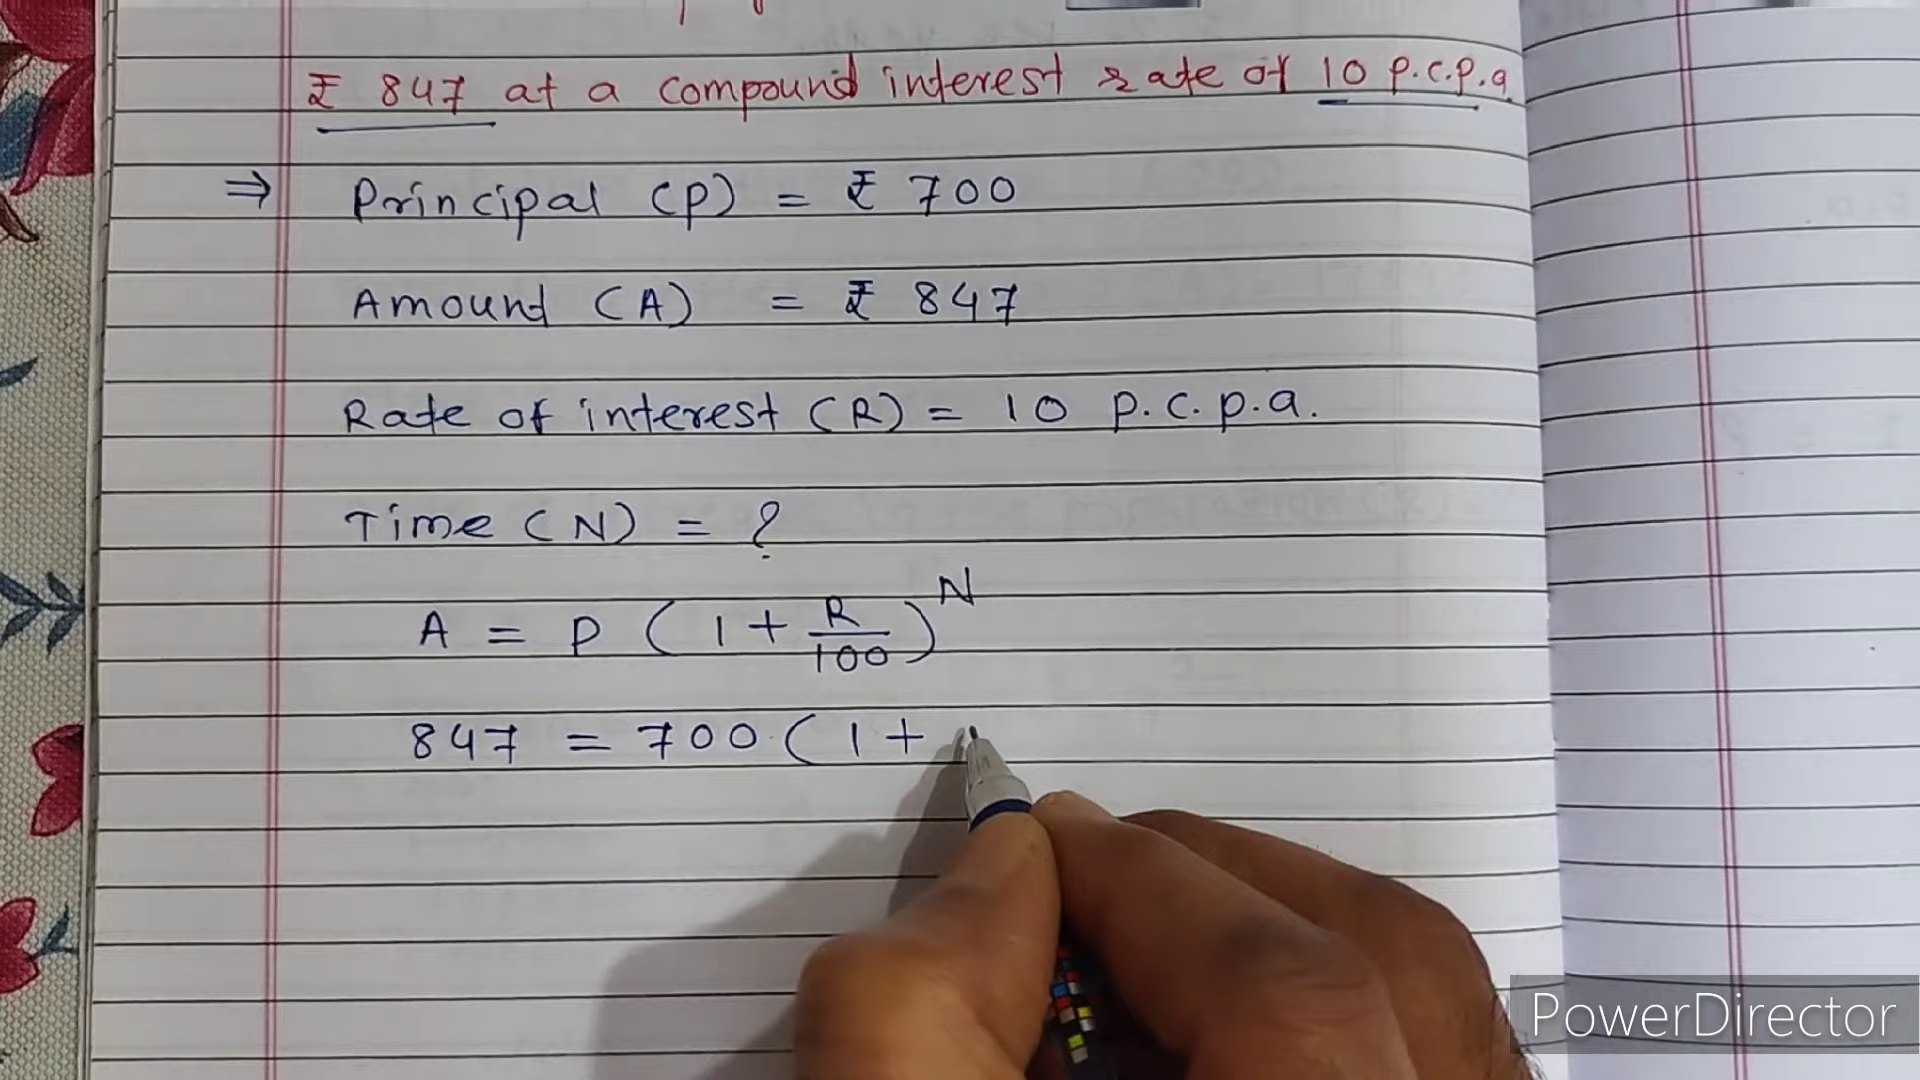 ₹ 847 at a compound interest rate of 10 p.c.p.a.
⇒ Principal (P) = ₹ 700
Amount (A) = ₹ 847
Rate of interest (R) = 10 p.c.p.a.
Time (N) = ?
A = P (1 + R/100)^N
847 = 700 (1 +
PowerDirector